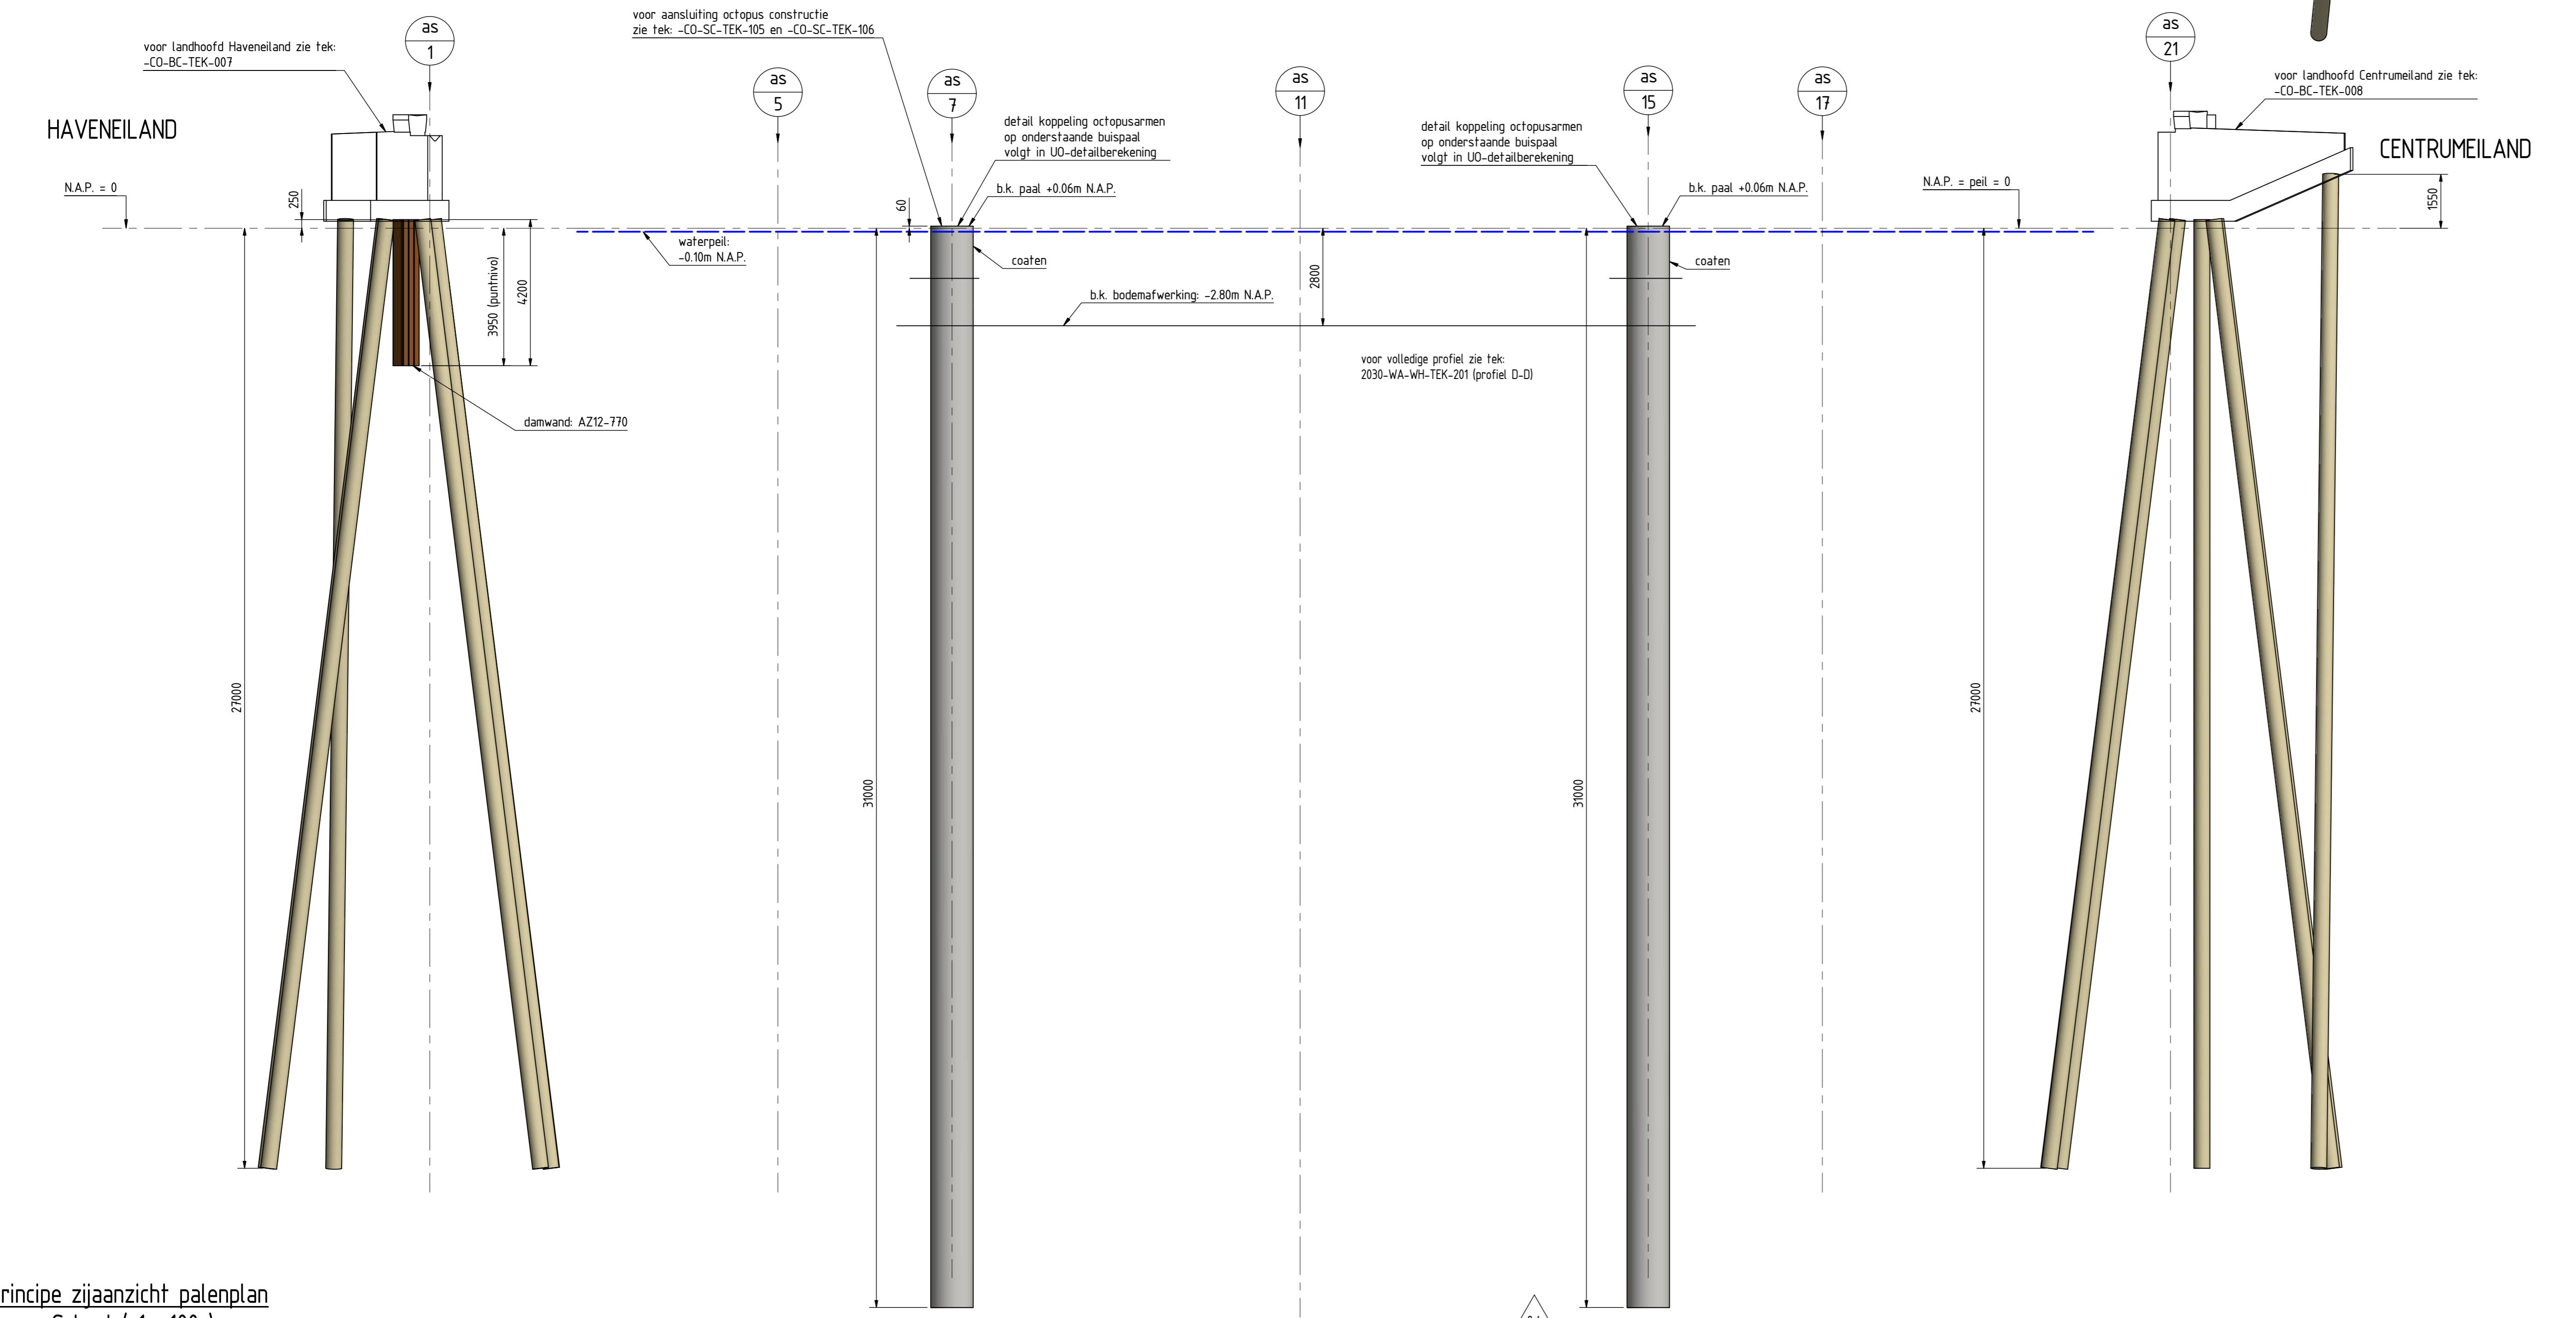 voor aansluiting octopus constructie
zie tek: -CO-SC-TEK-105 en -CO-SC-TEK-106
voor landhoofd Haveneiland zie tek:
-CO-BC-TEK-007
as
1
as
5
as
7
as
11
as
15
as
17
as
21
voor landhoofd Centrumeiland zie tek:
-CO-BC-TEK-008
HAVENEILAND
CENTRUMEILAND
detail koppeling octopusarmen
op onderstaande buispaal
volgt in UO-detailberekening
detail koppeling octopusarmen
op onderstaande buispaal
volgt in UO-detailberekening
N.A.P. = 0
250
60
b.k. paal +0.06m N.A.P.
b.k. paal +0.06m N.A.P.
N.A.P. = peil = 0
1550
waterpeil:
-0.10m N.A.P.
coaten
coaten
3950 (puntnivo)
4200
2800
b.k. bodemafwerking: -2.80m N.A.P.
voor volledige profiel zie tek:
2030-WA-WH-TEK-201 (profiel D-D)
damwand: AZ12-770
27000
31000
31000
27000
rincipe zijaanzicht palenplan